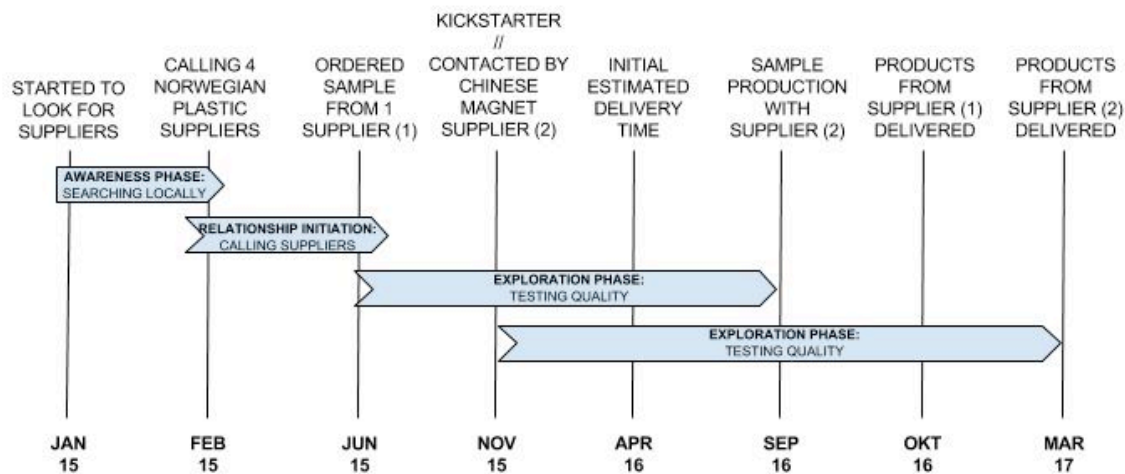 STARTED TO
LOOK FOR
SUPPLIERS
CALLING 4
NORWEGIAN
PLASTIC
SUPPLIERS
ORDERED
SAMPLE
FROM 1
SUPPLIER (1)
KICKSTARTER
//
CONTACTED BY
CHINESE
MAGNET
SUPPLIER (2)
INITIAL
ESTIMATED
DELIVERY
TIME
SAMPLE
PRODUCTION
WITH
SUPPLIER (2)
PRODUCTS
FROM
SUPPLIER (1)
DELIVERED
PRODUCTS
FROM
SUPPLIER (2)
DELIVERED
AWARENESS PHASE:
SEARCHING LOCALLY
RELATIONSHIP INITIATION:
CALLING SUPPLIERS
EXPLORATION PHASE:
TESTING QUALITY
EXPLORATION PHASE:
TESTING QUALITY
JAN
15
FEB
15
JUN
15
NOV
15
APR
16
SEP
16
OKT
16
MAR
17